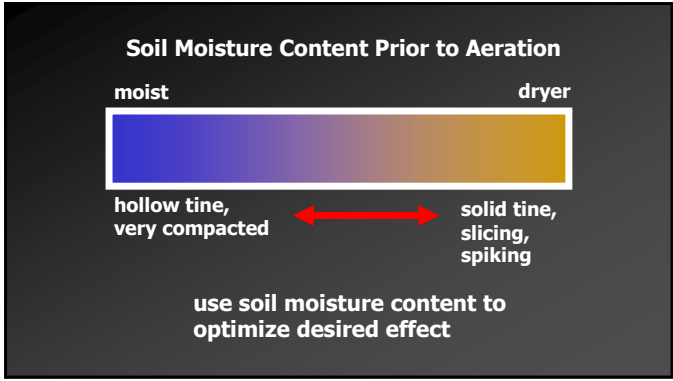 Soil Moisture Content Prior to Aeration
moist
dryer
hollow tine,
very compacted
solid tine,
slicing,
spiking
use soil moisture content to
optimize desired effect